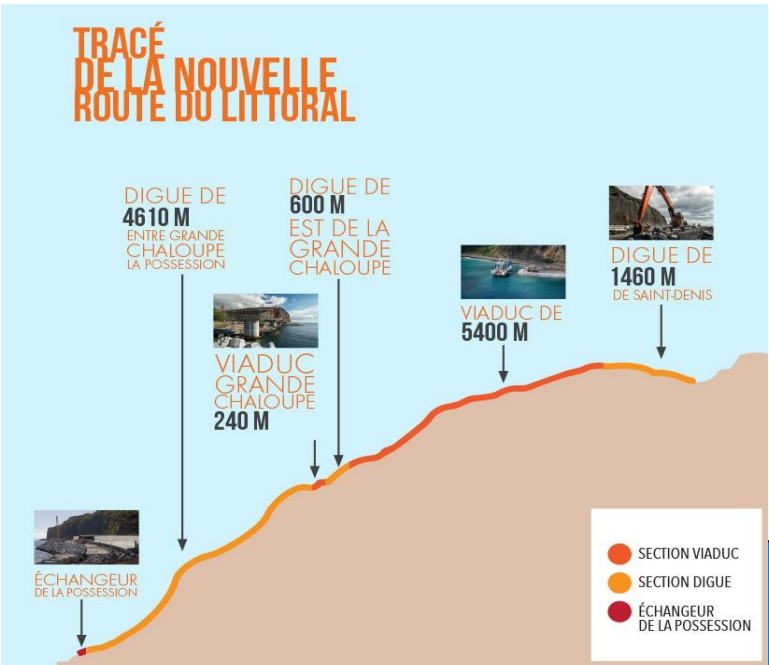 TRACÉ
DE LA NOUVELLE
ROUTE DU LITTORAL
DIGUE DE
4610 M
ENTRE GRANDE
CHALOUPE
LA POSSESSION
DIGUE DE
600 M
EST DE LA
GRANDE
CHALOUPE
VIADUC
GRANDE
CHALOUPE
240 M
VIADUC DE
5400 M
DIGUE DE
1460 M
DE SAINT-DENIS
ÉCHANGEUR
DE LA POSSESSION
SECTION VIADUC
SECTION DIGUE
ÉCHANGEUR
DE LA POSSESSION